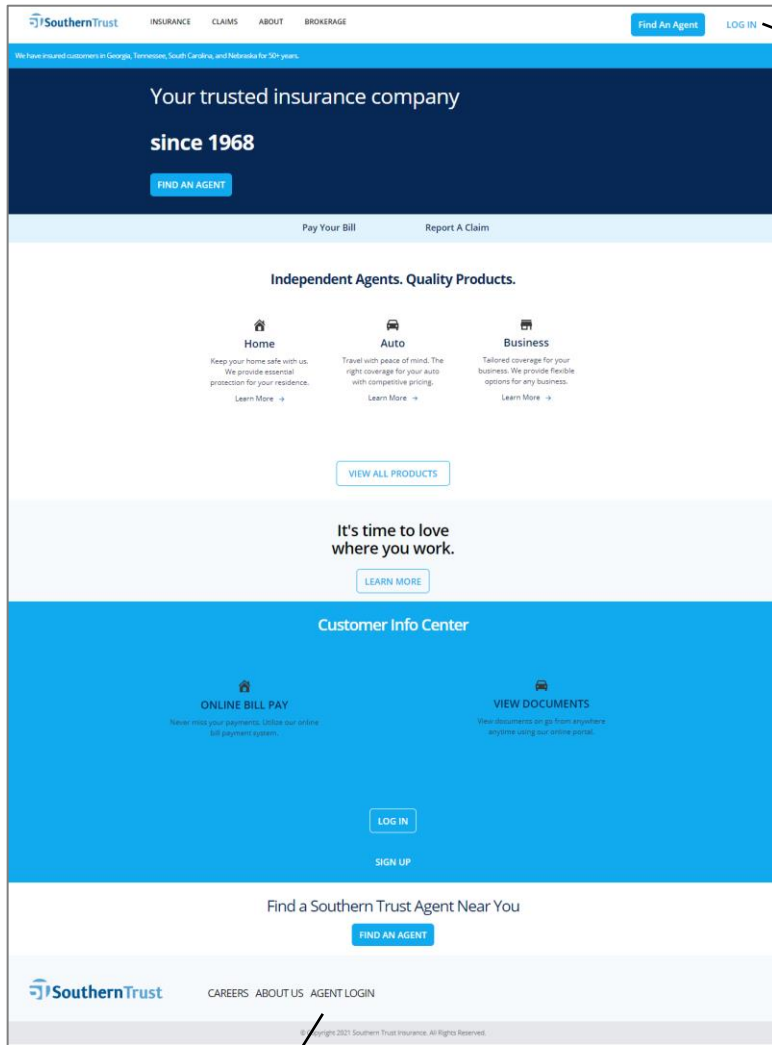 SouthernTrust INSURANCE CLAIMS ABOUT BROKERAGE Find An Agent LOG IN
We have insured customers in Georgia, Tennessee, South Carolina, and Nebraska for 50+ years.
Your trusted insurance company
since 1968
FIND AN AGENT
Pay Your Bill Report A Claim
Independent Agents. Quality Products.
Home Auto Business
Keep your home safe with us. Travel with peace of mind. The Tailored coverage for your
We provide essential right coverage for your auto business. We provide flexible
protection for your residence. with competitive pricing. options for any business.
Learn More → Learn More → Learn More →
VIEW ALL PRODUCTS
It's time to love
where you work.
LEARN MORE
Customer Info Center
ONLINE BILL PAY VIEW DOCUMENTS
Never miss your payments. Utilize our online View documents on go from anywhere
bill payment system. anytime using our online portal.
LOG IN
SIGN UP
Find a Southern Trust Agent Near You
FIND AN AGENT
SouthernTrust CAREERS ABOUT US AGENT LOGIN
© Copyright 2021 Southern Trust Insurance. All Rights Reserved.